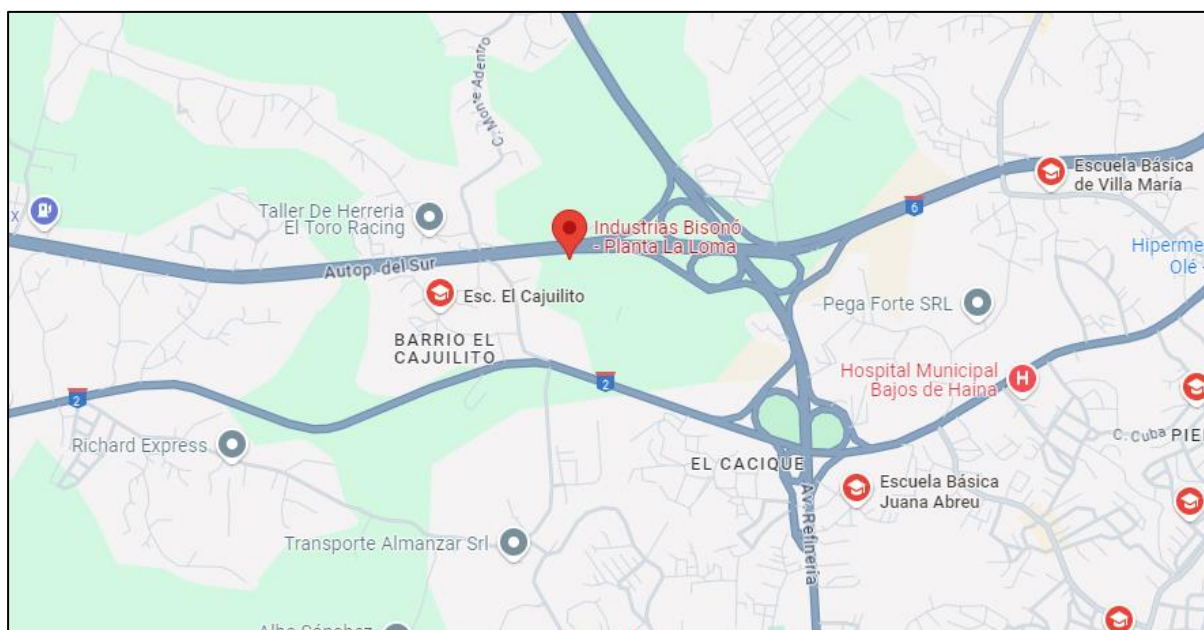 C. Monte Adentro
Escuela Básica
de Villa María
X
Taller De Herreria
El Toro Racing
6
Industrias Bisonó
- Planta La Loma
Hiperme
Olé -
Autop. del Sur
Esc. El Cajuilito
Pega Forte SRL
BARRIO EL
CAJUILITO
Hospital Municipal
Bajos de Haina
H
2
2
Richard Express
C. Cuba
PIE
EL CACIQUE
Escuela Básica
Juana Abreu
Av. Refinería
Transporte Almanzar Srl